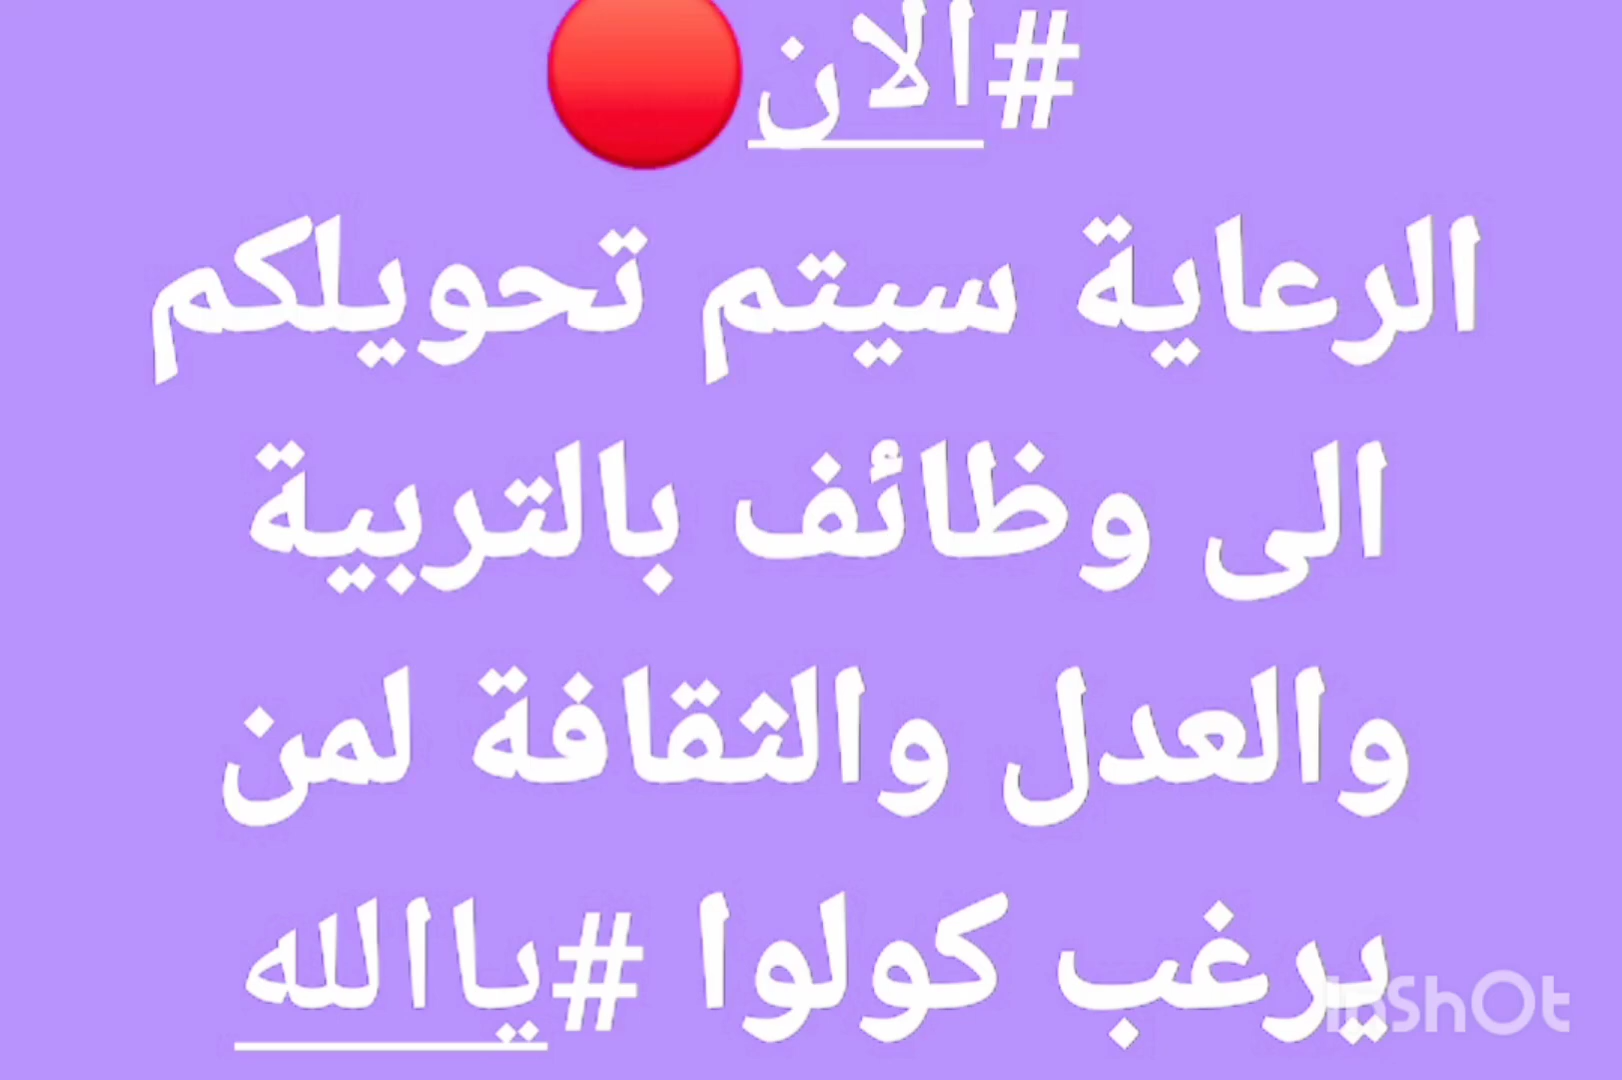 #الان🔴
الرعاية سيتم تحويلكم
الى وظائف بالتربية
والعدل والثقافة لمن
يرغب كولوا #ياالله
InShOt